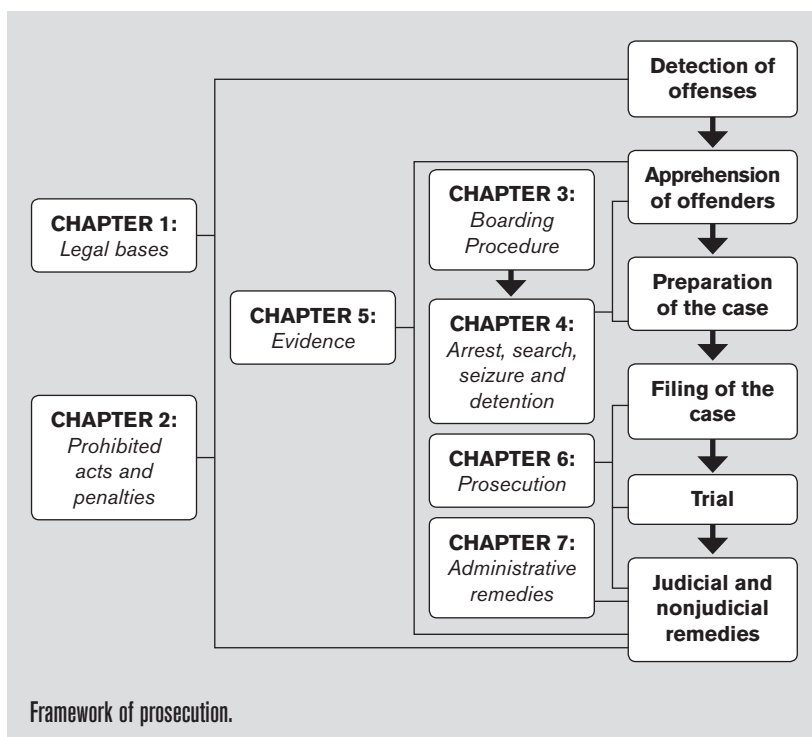 Detection of
offenses
Apprehension
of offenders
CHAPTER 3:
Boarding
Procedure
CHAPTER 1:
Legal bases
Preparation
of the case
CHAPTER 5:
Evidence
CHAPTER 4:
Arrest, search,
seizure and
detention
Filing of the
case
CHAPTER 2:
Prohibited
acts and
penalties
CHAPTER 6:
Prosecution
Trial
CHAPTER 7:
Administrative
remedies
Judicial and
nonjudicial
remedies
Framework of prosecution.